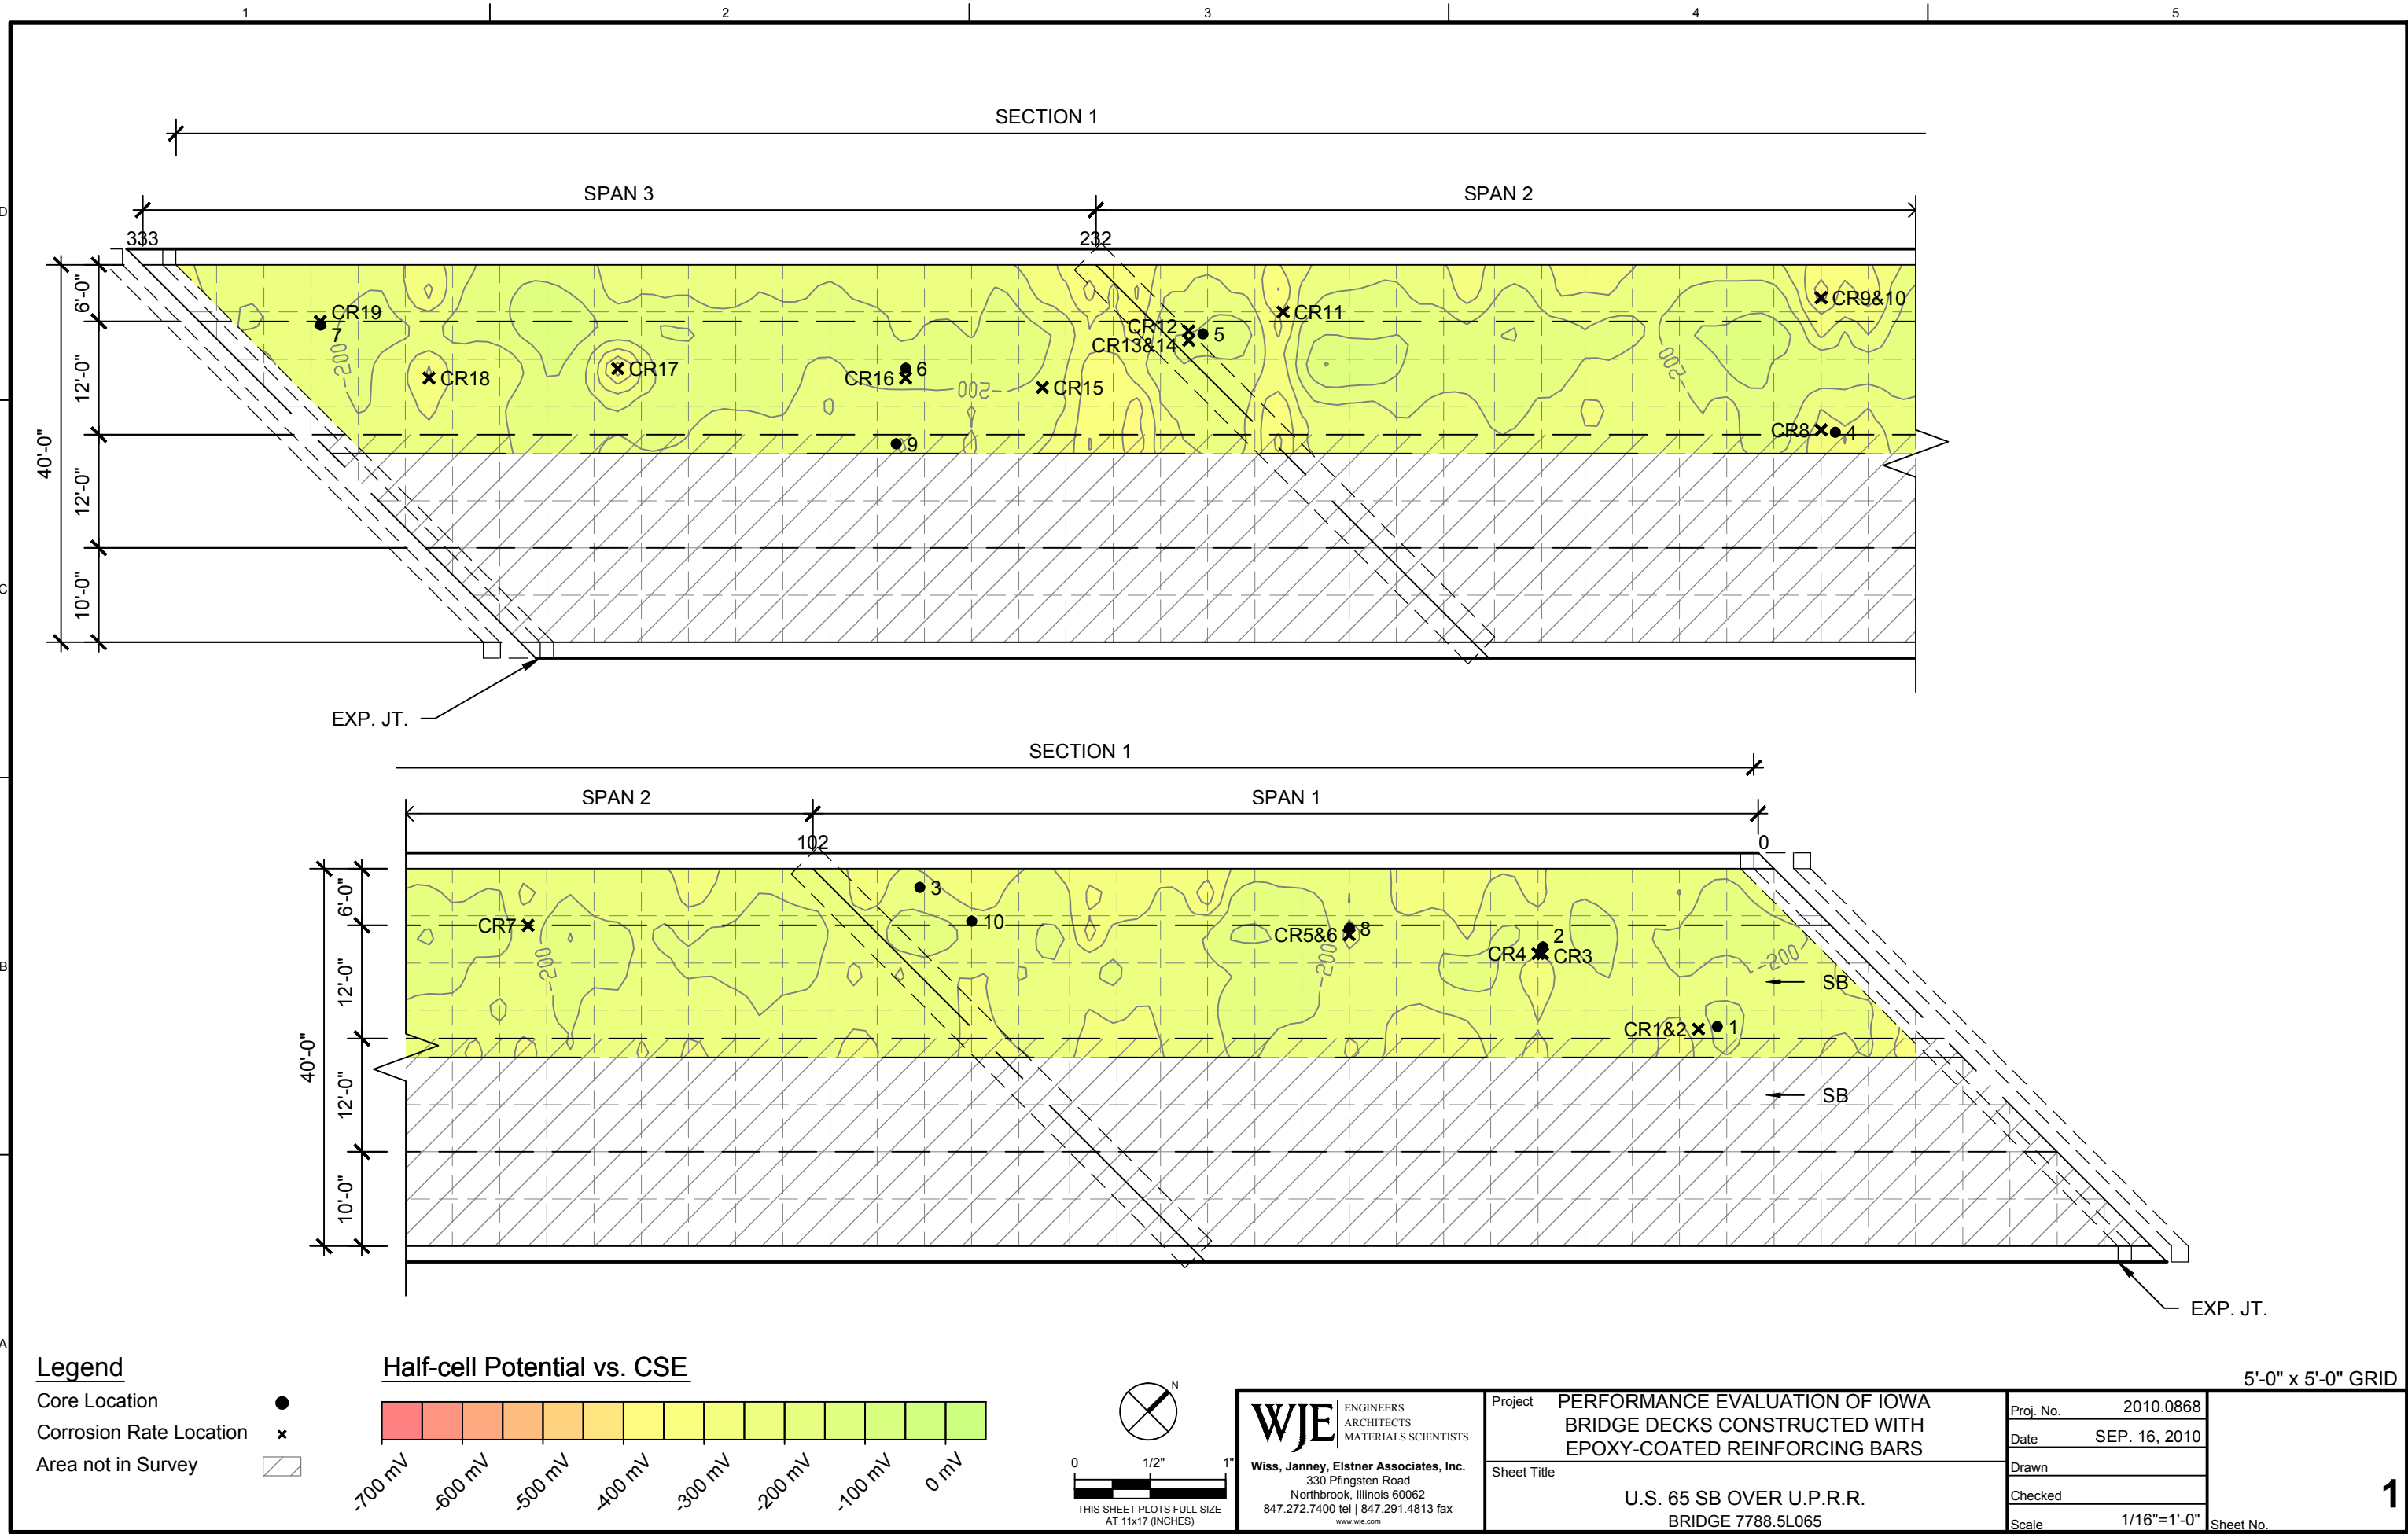 1 2 3 4 5
D
C
B
A
SECTION 1
SPAN 3 SPAN 2
333 232
6'-0"
12'-0"
12'-0"
10'-0"
40'-0"
CR19
7
-200
CR18
CR17
6
CR16
-200
CR15
9
CR12
CR13&14
5
CR11
-200
CR9&10
CR8 4
EXP. JT.
SECTION 1
SPAN 2 SPAN 1
102 0
6'-0"
12'-0"
12'-0"
10'-0"
40'-0"
CR7
-200
3
10
CR5&6 8
-200
2
CR4 CR3
-200
SB
CR1&2 1
SB
EXP. JT.
Legend
Core Location
Corrosion Rate Location
Area not in Survey
Half-cell Potential vs. CSE
-700 mV -600 mV -500 mV -400 mV -300 mV -200 mV -100 mV 0 mV
N
0 1/2" 1"
THIS SHEET PLOTS FULL SIZE
AT 11x17 (INCHES)
WJE
ENGINEERS
ARCHITECTS
MATERIALS SCIENTISTS
Wiss, Janney, Elstner Associates, Inc.
330 Pfingsten Road
Northbrook, Illinois 60062
847.272.7400 tel | 847.291.4813 fax
www.wje.com
Project PERFORMANCE EVALUATION OF IOWA
BRIDGE DECKS CONSTRUCTED WITH
EPOXY-COATED REINFORCING BARS
Sheet Title
U.S. 65 SB OVER U.P.R.R.
BRIDGE 7788.5L065
5'-0" x 5'-0" GRID
Proj. No. 2010.0868
Date SEP. 16, 2010
Drawn
Checked
Scale 1/16"=1'-0"
Sheet No.
1